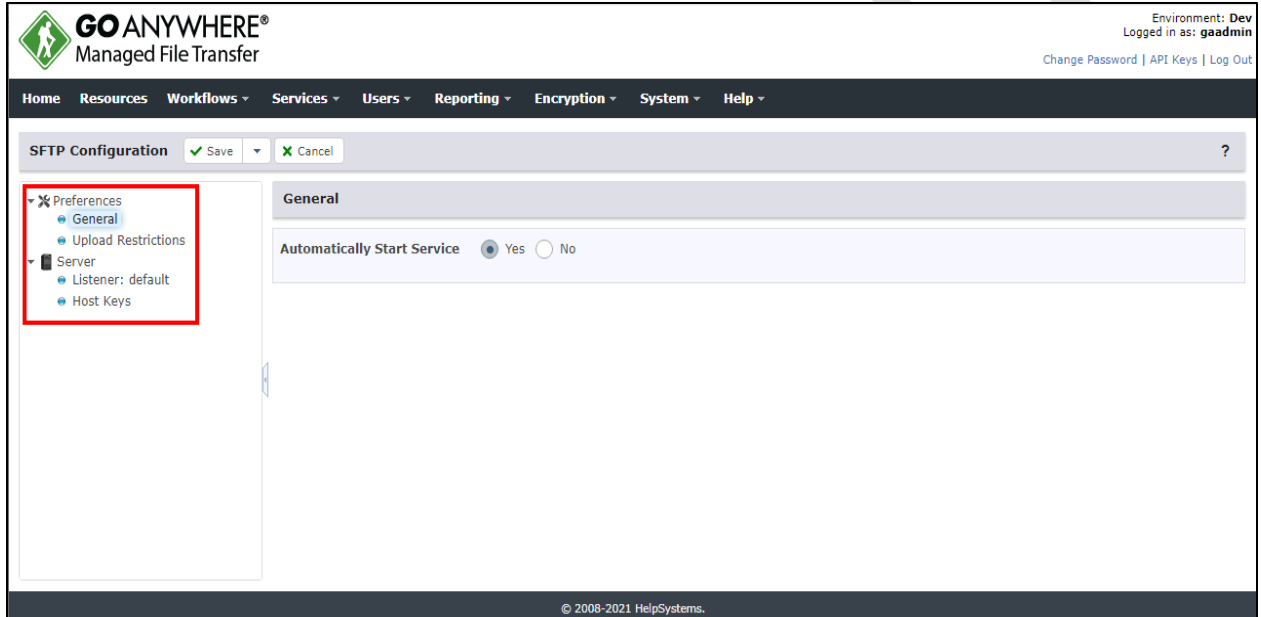 GO ANYWHERE®
Managed File Transfer
Environment: Dev
Logged in as: gaadmin
Change Password | API Keys | Log Out
Home Resources Workflows Services Users Reporting Encryption System Help
SFTP Configuration Save Cancel ?
Preferences
General
Upload Restrictions
Server
Listener: default
Host Keys
General
Automatically Start Service Yes No
© 2008-2021 HelpSystems.